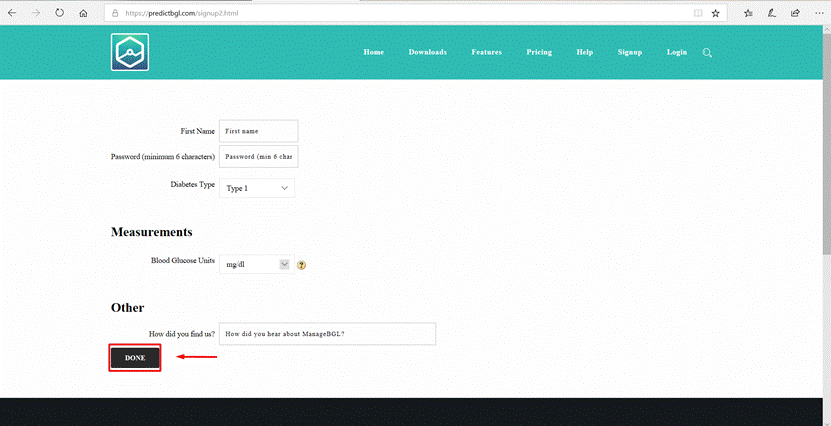 https://predictbgl.com/signup2.html
Home Downloads Features Pricing Help Signup Login
First Name First name
Password (minimum 6 characters) Password (min 6 char
Diabetes Type Type 1
Measurements
Blood Glucose Units mg/dl ?
Other
How did you find us? How did you hear about ManageBGL?
DONE